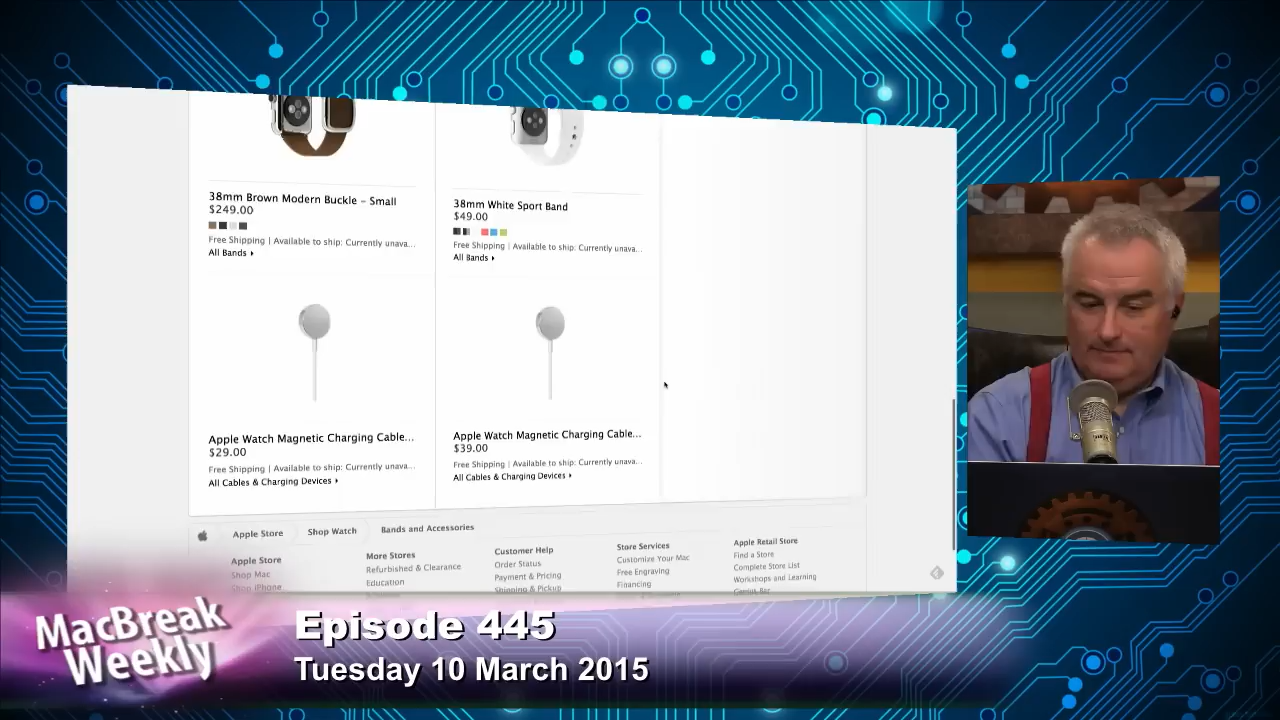 38mm Brown Modern Buckle – Small
$249.00
Free Shipping | Available to ship: Currently unava...
All Bands
38mm White Sport Band
$49.00
Free Shipping | Available to ship: Currently unava...
All Bands
Apple Watch Magnetic Charging Cable...
$29.00
Free Shipping | Available to ship: Currently unava...
All Cables & Charging Devices
Apple Watch Magnetic Charging Cable...
$39.00
Free Shipping | Available to ship: Currently unava...
All Cables & Charging Devices
Apple Store
Shop Watch
Bands and Accessories
Apple Store
Shop Mac
Shop iPhone
More Stores
Refurbished & Clearance
Education
Customer Help
Order Status
Payment & Pricing
Shipping & Pickup
Store Services
Customize Your Mac
Free Engraving
Financing
Apple Retail Store
Find a Store
Complete Store List
Workshops and Learning
Genius Bar
MacBreak
Weekly
Episode 445
Tuesday 10 March 2015